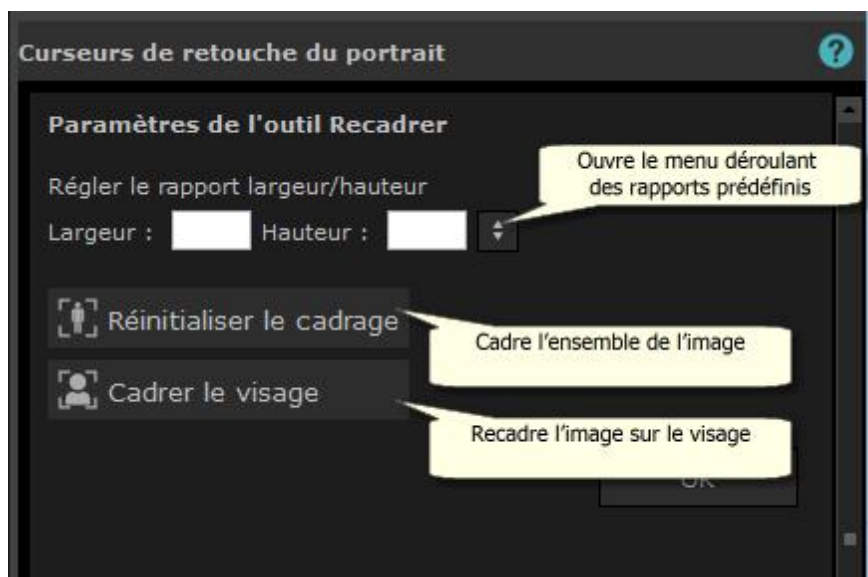 Curseurs de retouche du portrait
?
Paramètres de l'outil Recadrer
Ouvre le menu déroulant
des rapports prédéfinis
Régler le rapport largeur/hauteur
Largeur : Hauteur :
Réinitialiser le cadrage
Cadre l’ensemble de l’image
Cadrer le visage
Recadre l’image sur le visage
OK